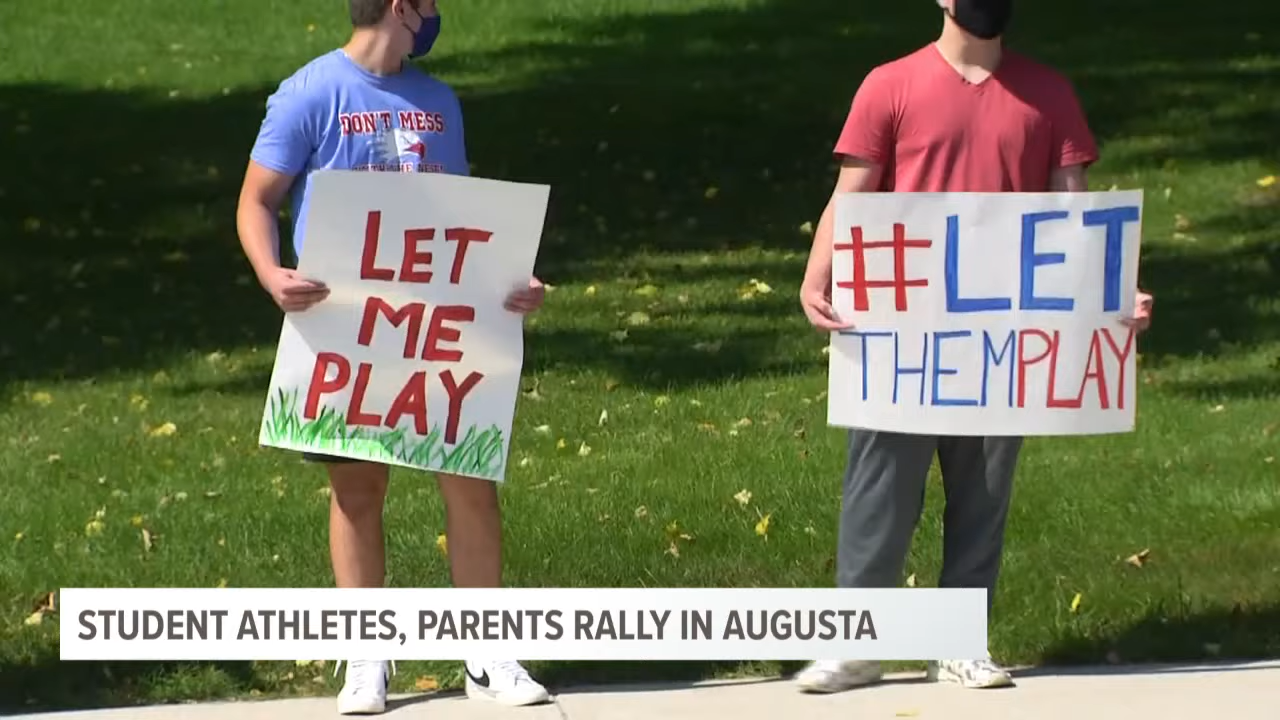 DON'T MESS
LET
ME
PLAY
#LET
THEMPLAY
STUDENT ATHLETES, PARENTS RALLY IN AUGUSTA